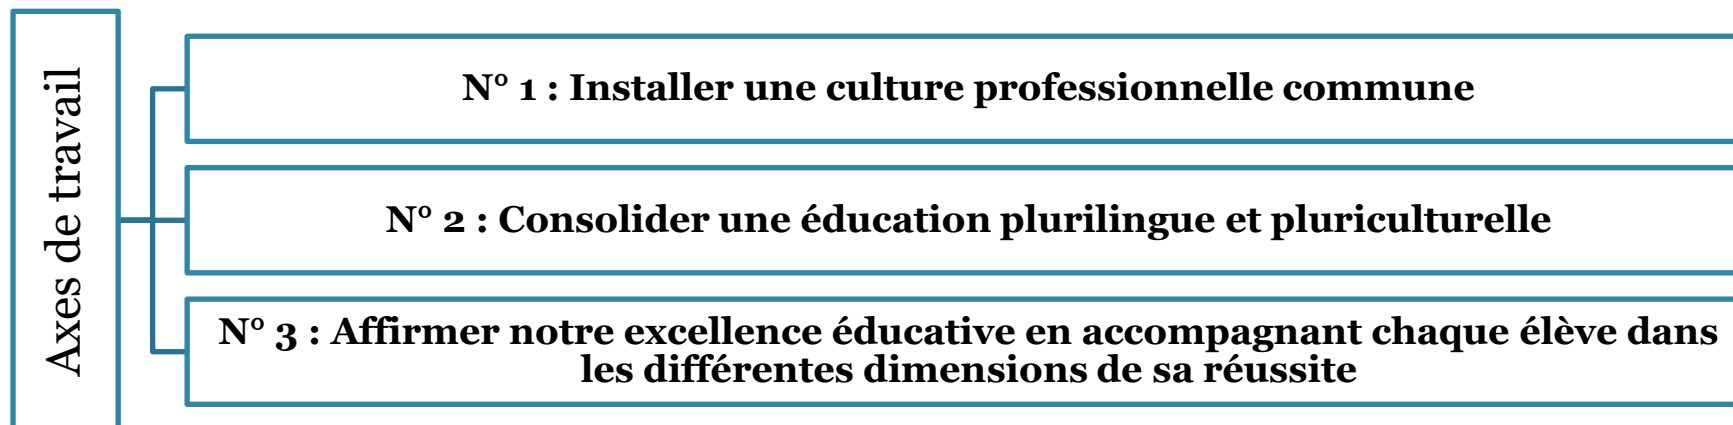 Axes de travail
N° 1 : Installer une culture professionnelle commune
N° 2 : Consolider une éducation plurilingue et pluriculturelle
N° 3 : Affirmer notre excellence éducative en accompagnant chaque élève dans
les différentes dimensions de sa réussite